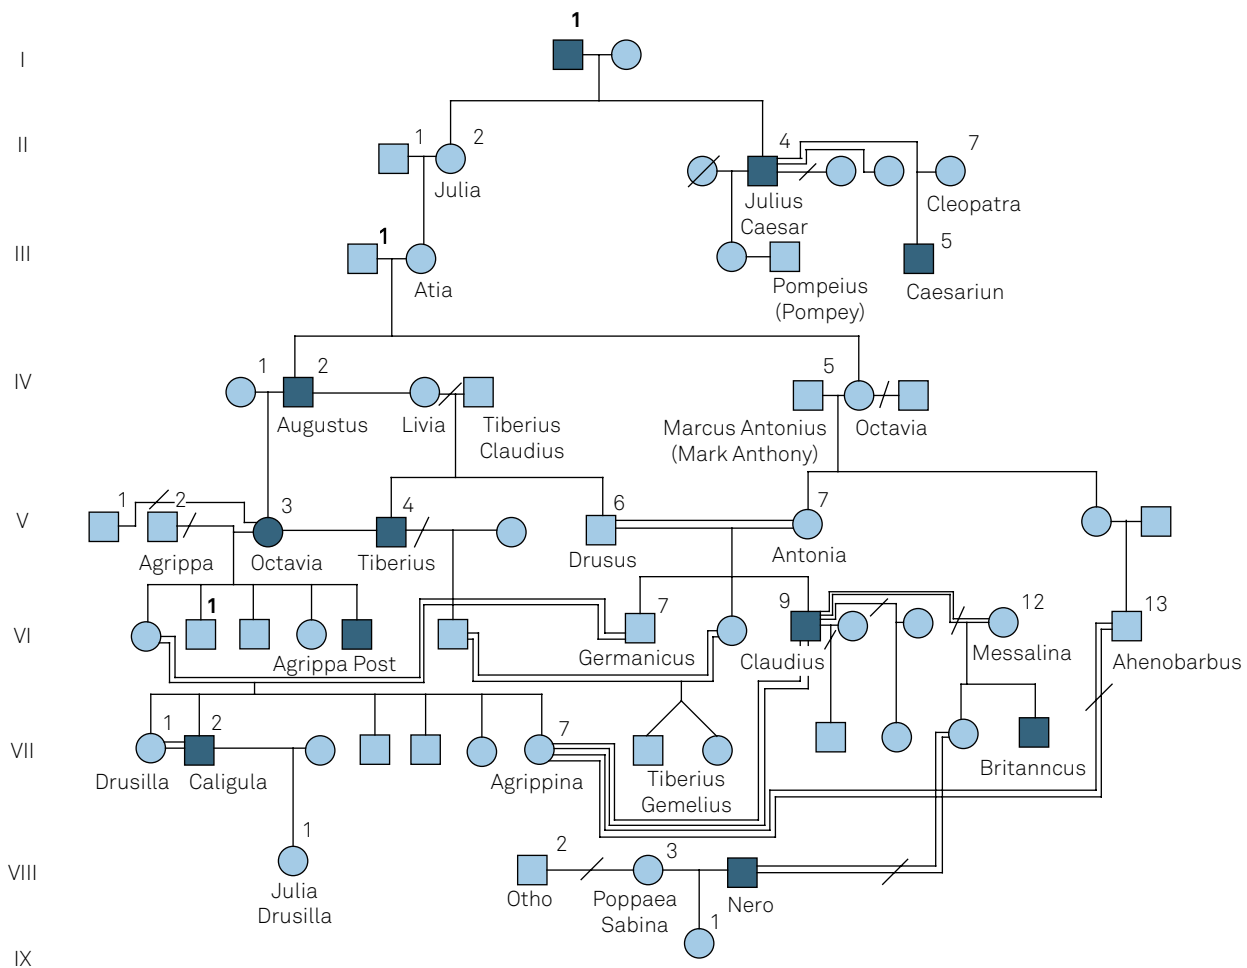 1
I
II
1
2
4
7
Julia
Julius
Caesar
Cleopatra
III
1
5
Atia
Pompeius
(Pompey)
Caesariun
IV
1
2
5
Augustus
Livia
Tiberius
Claudius
Marcus Antonius
(Mark Anthony)
Octavia
V
1
2
3
4
6
7
Agrippa
Octavia
Tiberius
Drusus
Antonia
VI
1
7
9
12
13
Agrippa Post
Germanicus
Claudius
Messalina
Ahenobarbus
VII
1
2
7
Drusilla
Caligula
Agrippina
Tiberius
Gemelius
Britanncus
VIII
1
2
3
Julia
Drusilla
Otho
Poppaea
Sabina
Nero
1
IX